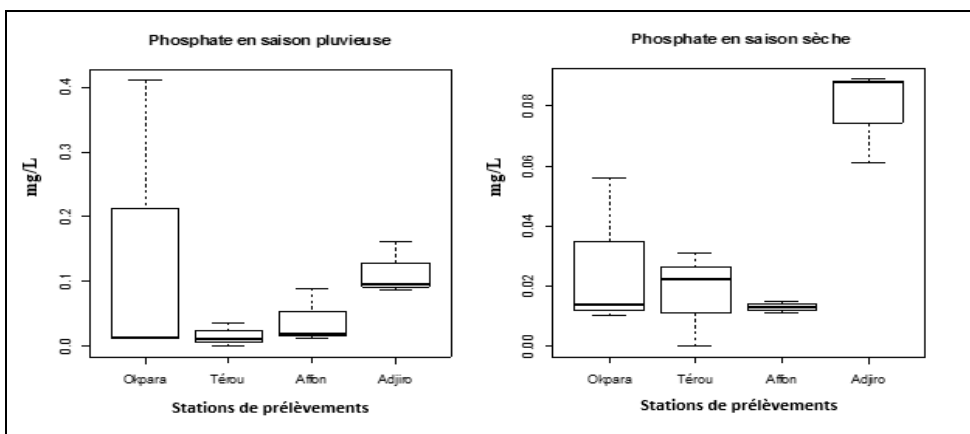 Phosphate en saison pluvieuse
mg/L
0.4
0.3
0.2
0.1
0.0
Okpara Térou Affon Adjiro
Stations de prélèvements
Phosphate en saison sèche
mg/L
0.08
0.06
0.04
0.02
0.00
Okpara Térou Affon Adjiro
Stations de prélèvements